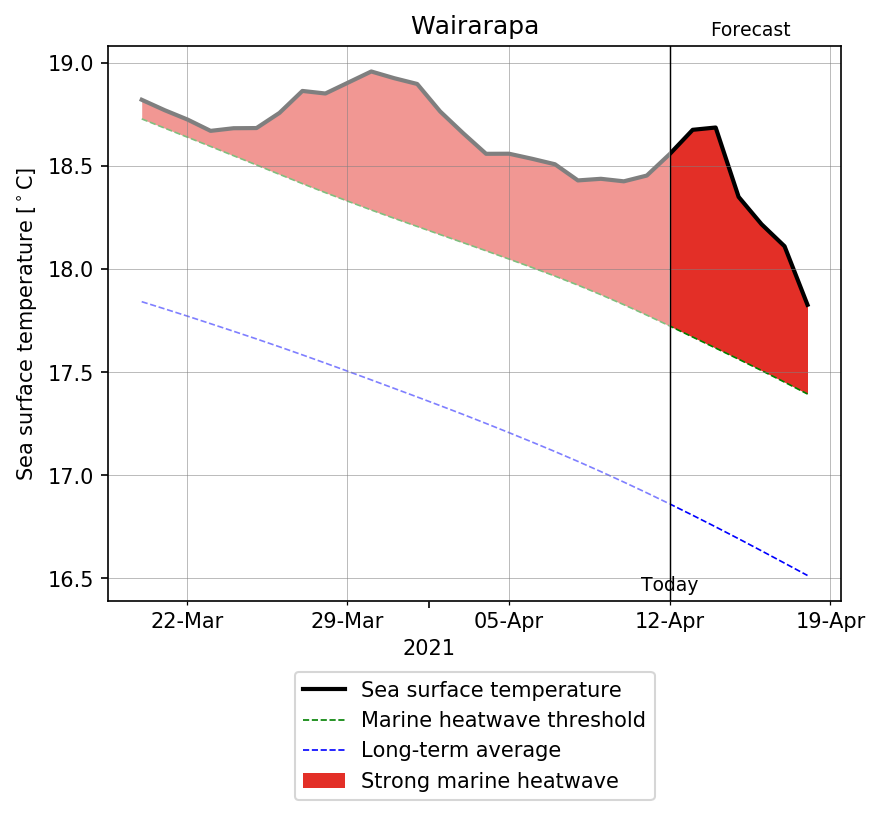 Wairarapa
Forecast
Sea surface temperature [°C]
19.0
18.5
18.0
17.5
17.0
16.5
Today
22-Mar
29-Mar
05-Apr
12-Apr
19-Apr
2021
Sea surface temperature
Marine heatwave threshold
Long-term average
Strong marine heatwave